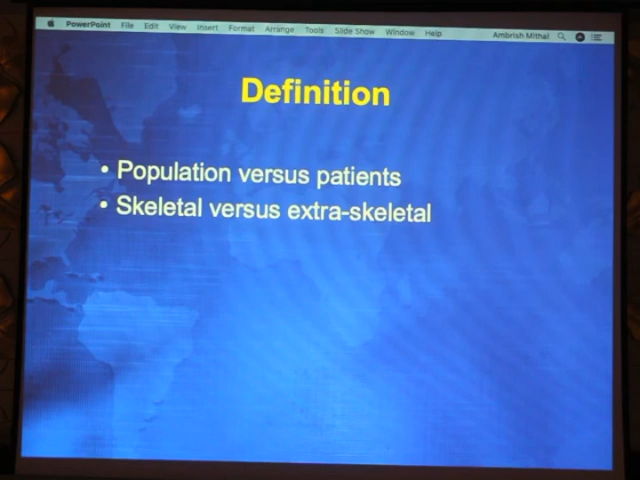 PowerPoint File Edit View Insert Format Arrange Tools Slide Show Window Help Ambrish Mithal
Definition
• Population versus patients
• Skeletal versus extra-skeletal